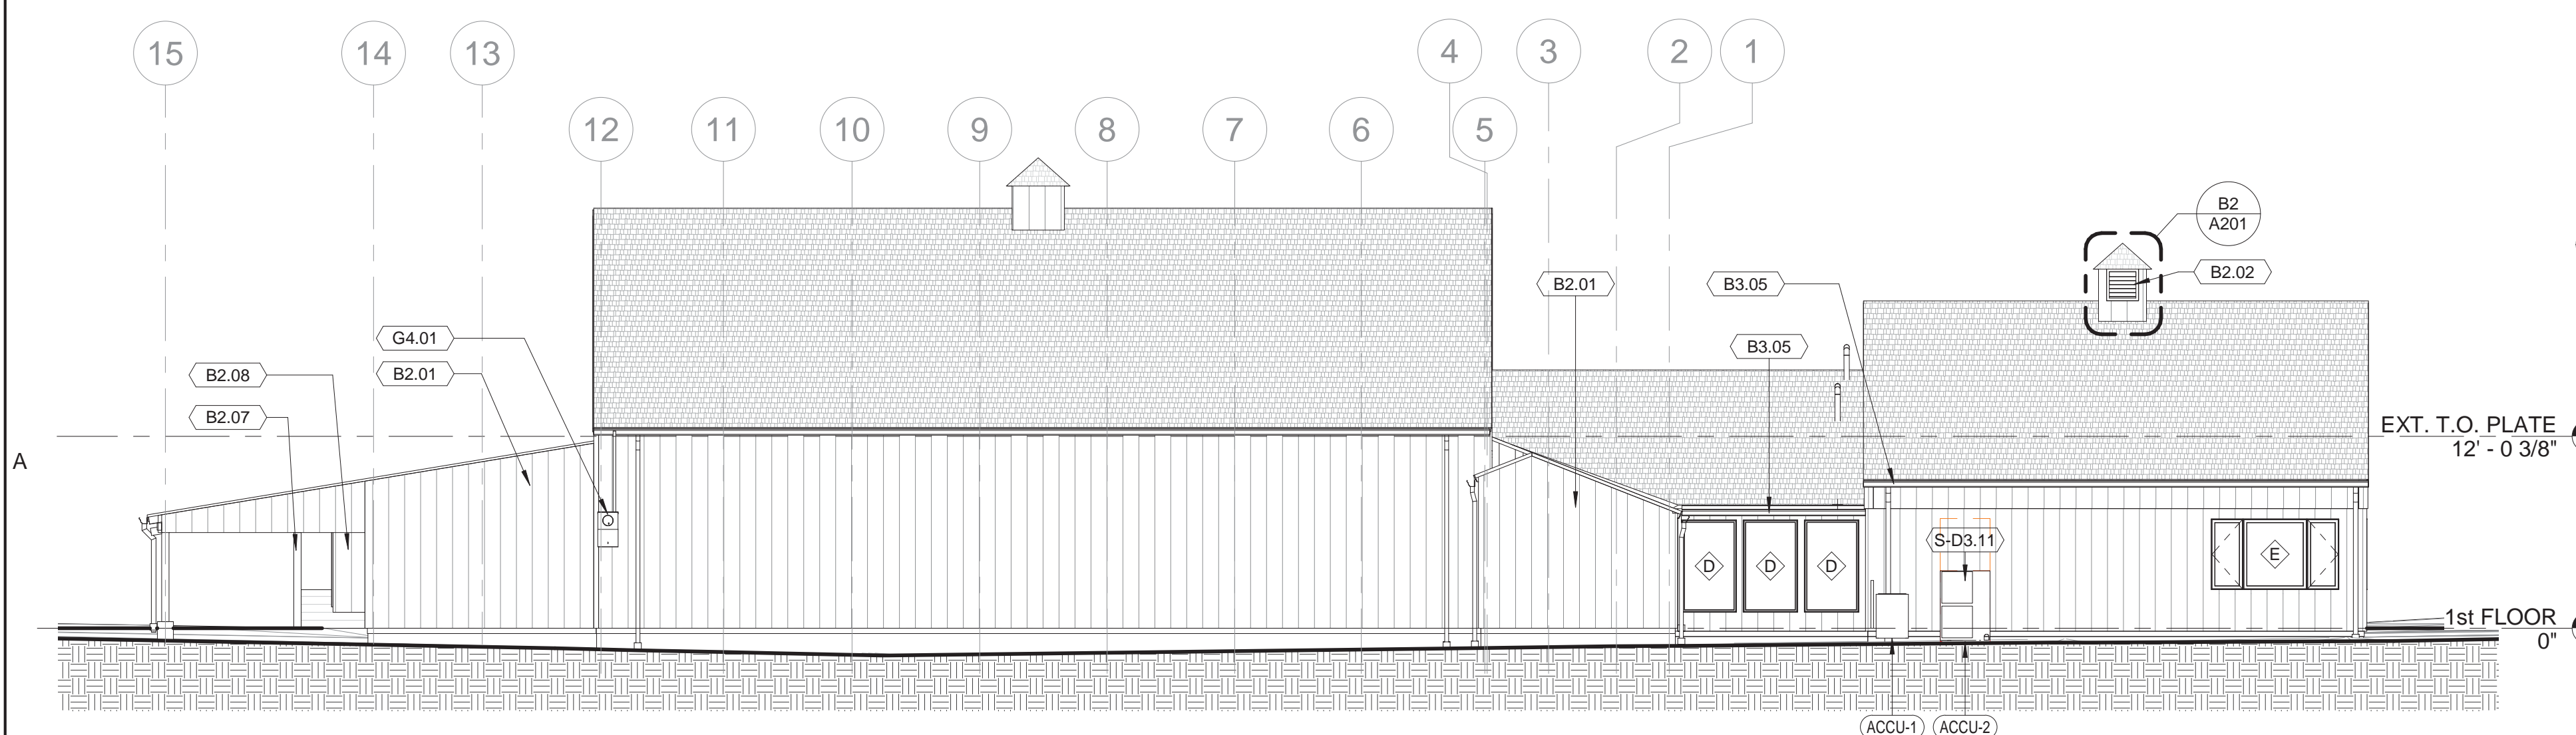 15
14
13
4
3
2
1
12
11
10
9
8
7
6
5
B2
A201
B2.02
B2.01
B3.05
G4.01
B3.05
B2.08
B2.01
B2.07
EXT. T.O. PLATE
12' - 0 3/8"
A
S-D3.11
D
D
D
E
1st FLOOR
0"
ACCU-1
ACCU-2